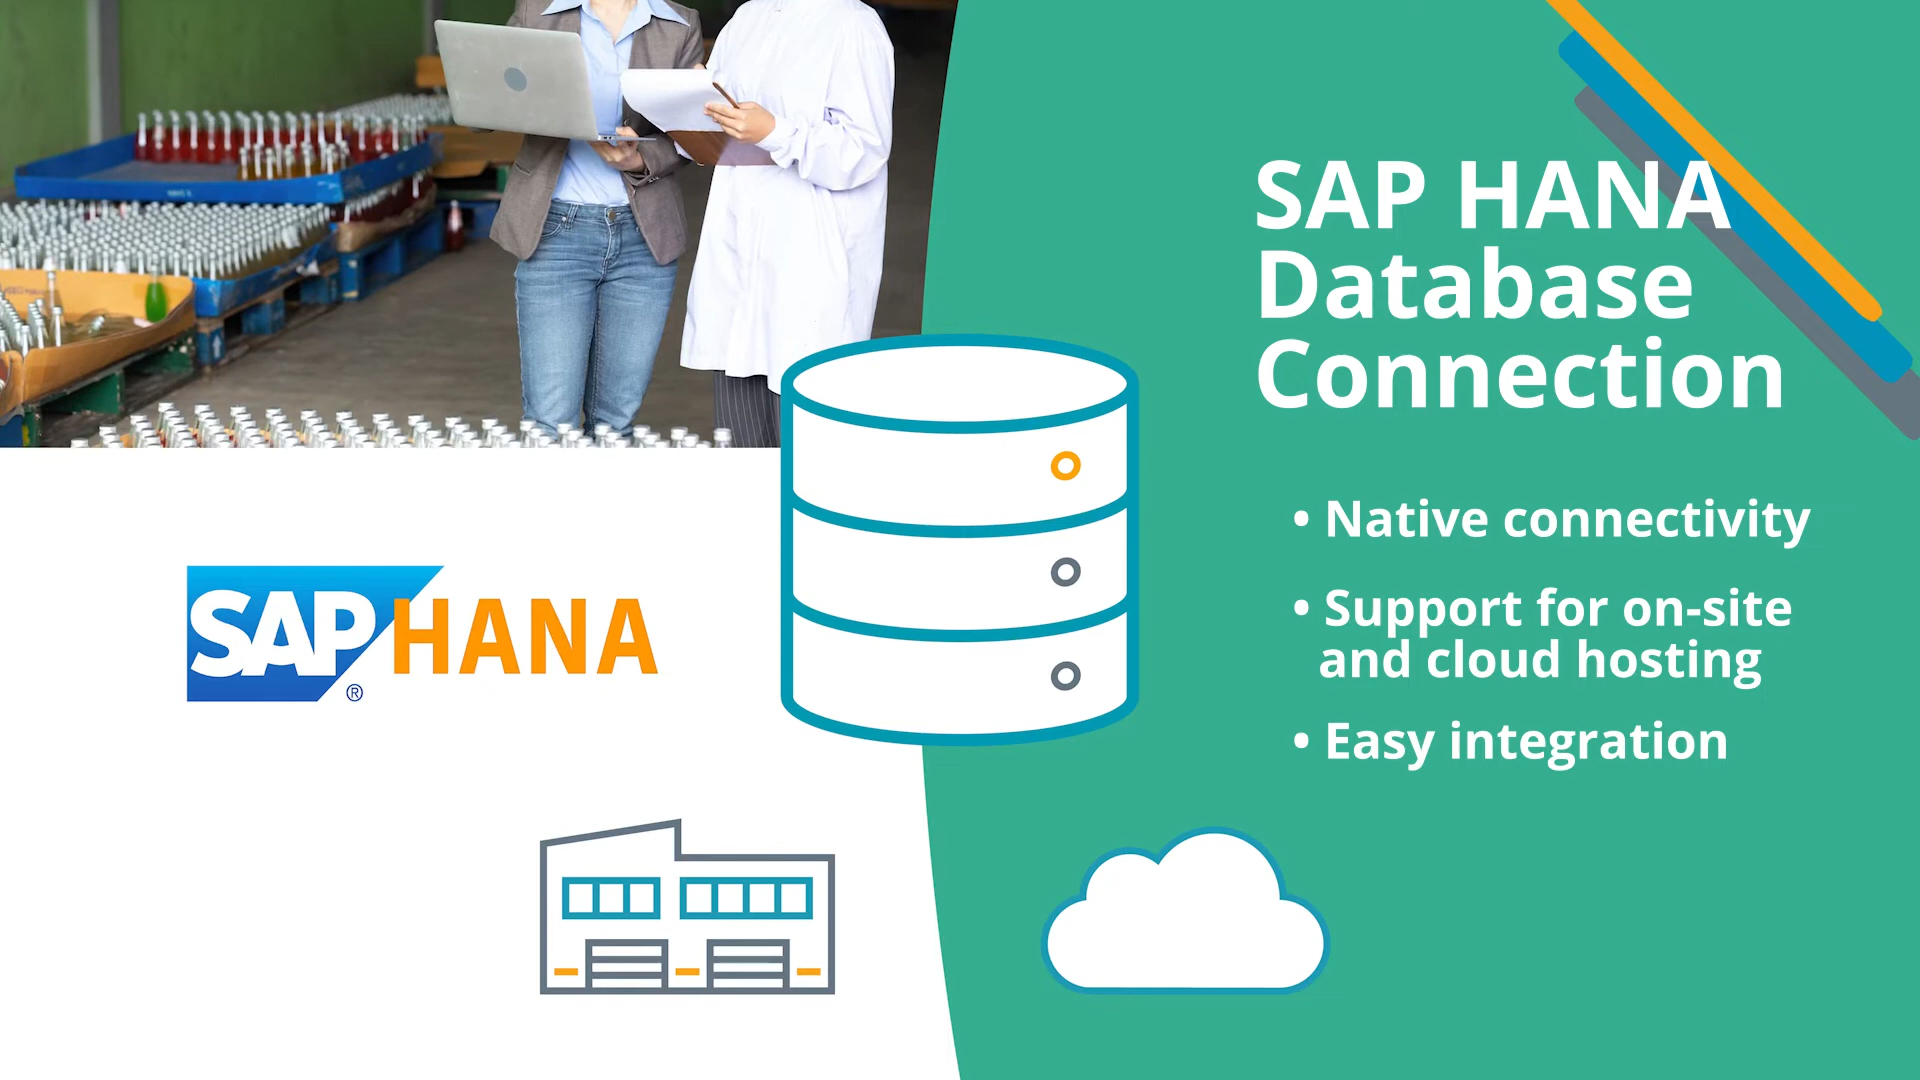 SAP HANA
Database
Connection
• Native connectivity
• Support for on-site
and cloud hosting
• Easy integration
SAP HANA
®